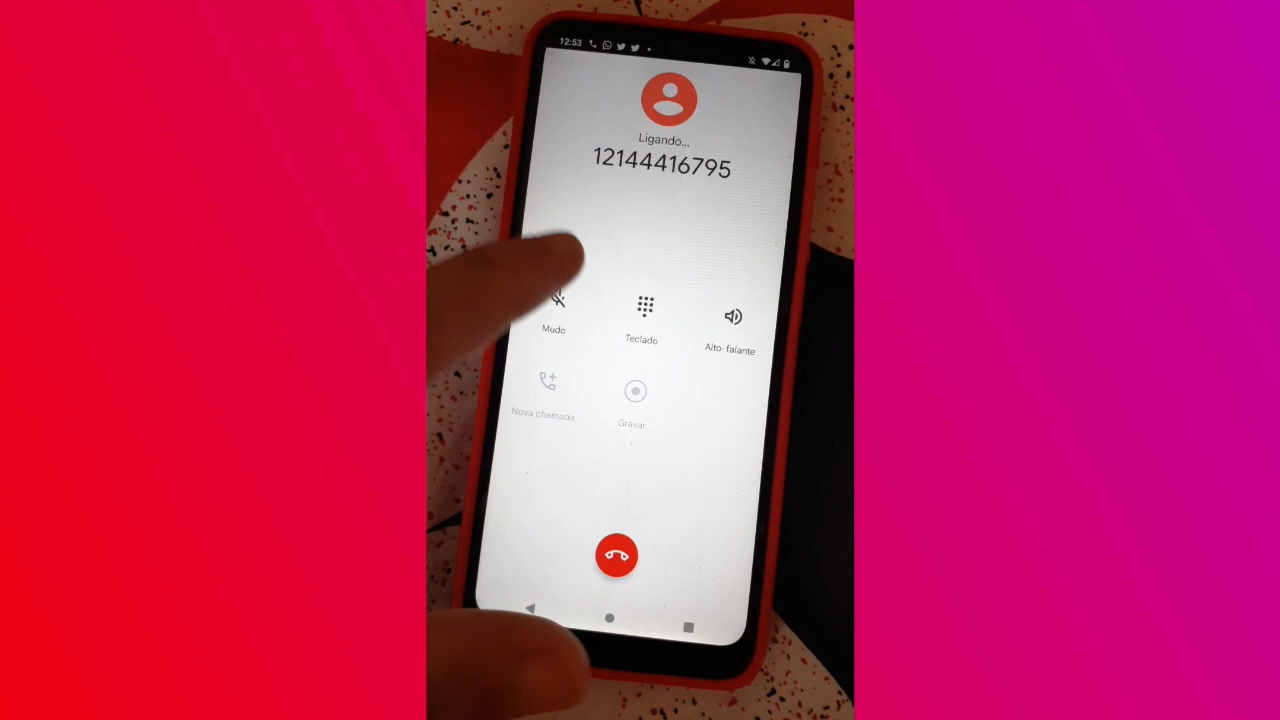 12:53
Ligando...
12144416795
Mudo
Teclado
Alto-falante
Nova chamada
Gravar